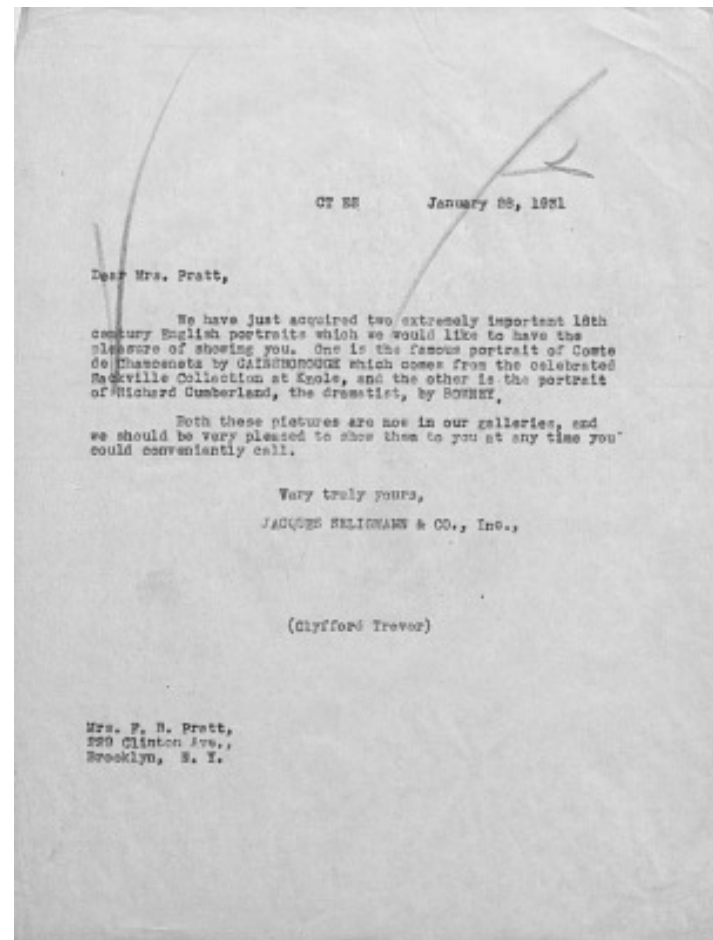 CT ES January 28, 1931
Dear Mrs. Pratt,
We have just acquired two extremely important 18th
century English portraits which we would like to have the
pleasure of showing you. One is the famous portrait of Comte
de Champcenetz by GAINSBOROUGH which comes from the celebrated
Sackville Collection at Knole, and the other is the portrait
of Richard Cumberland, the dramatist, by ROMNEY.
Both these pictures are now in our galleries, and
we should be very pleased to show them to you at any time you
could conveniently call.
Very truly yours,
JACQUES SELIGMANN & CO., Inc.,
(Clyfford Trevor)
Mrs. F. B. Pratt,
229 Clinton Ave.,
Brooklyn, N. Y.